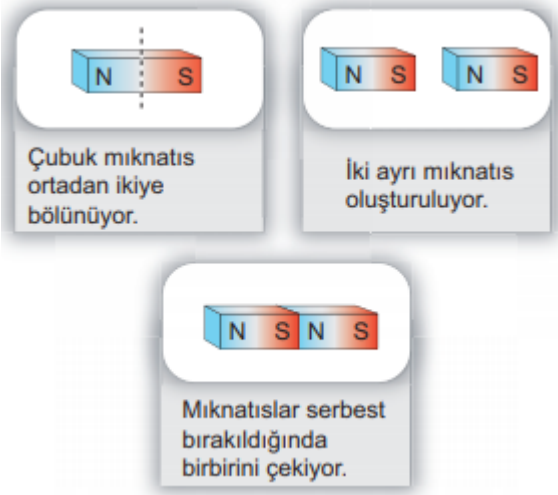 N S
Çubuk mıknatıs
ortadan ikiye
bölünüyor.
N S N S
İki ayrı mıknatıs
oluşturuluyor.
N S N S
Mıknatıslar serbest
bırakıldığında
birbirini çekiyor.